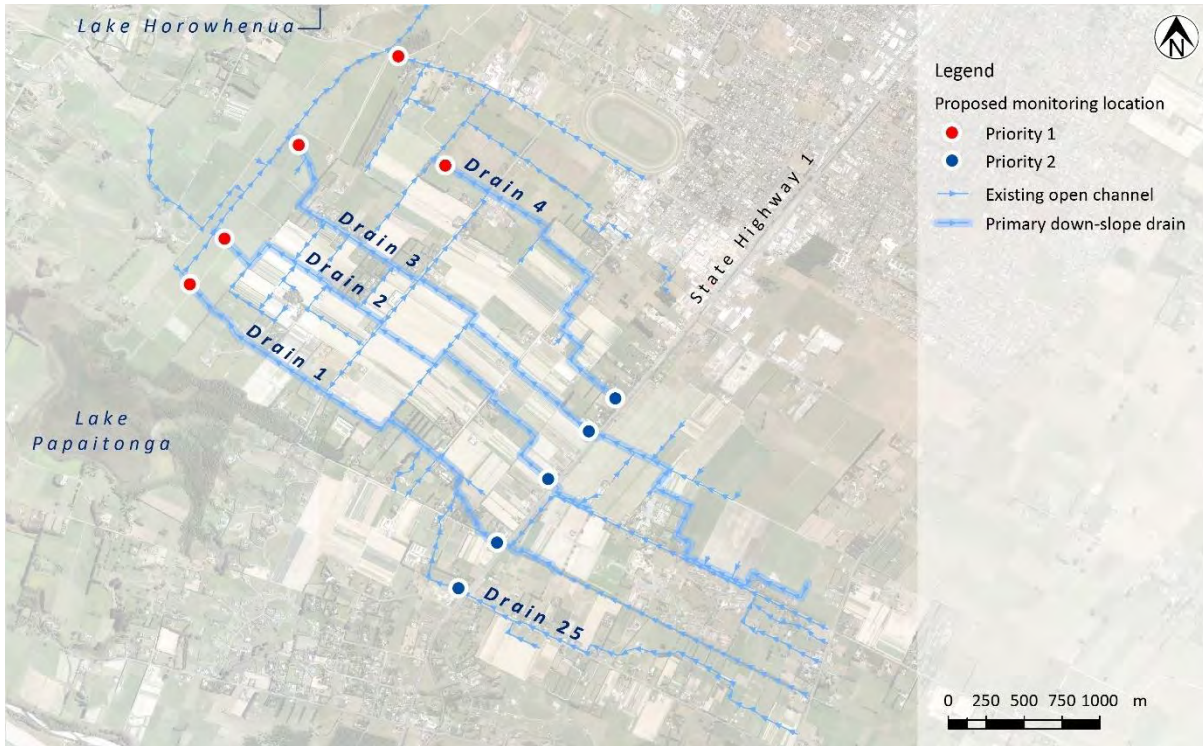 Lake Horowhenua
N
Legend
Proposed monitoring location
Priority 1
Priority 2
Existing open channel
Primary down-slope drain
State Highway 1
Drain 4
Drain 3
Drain 2
Drain 1
Lake
Papaitonga
Drain 25
0 250 500 750 1000 m